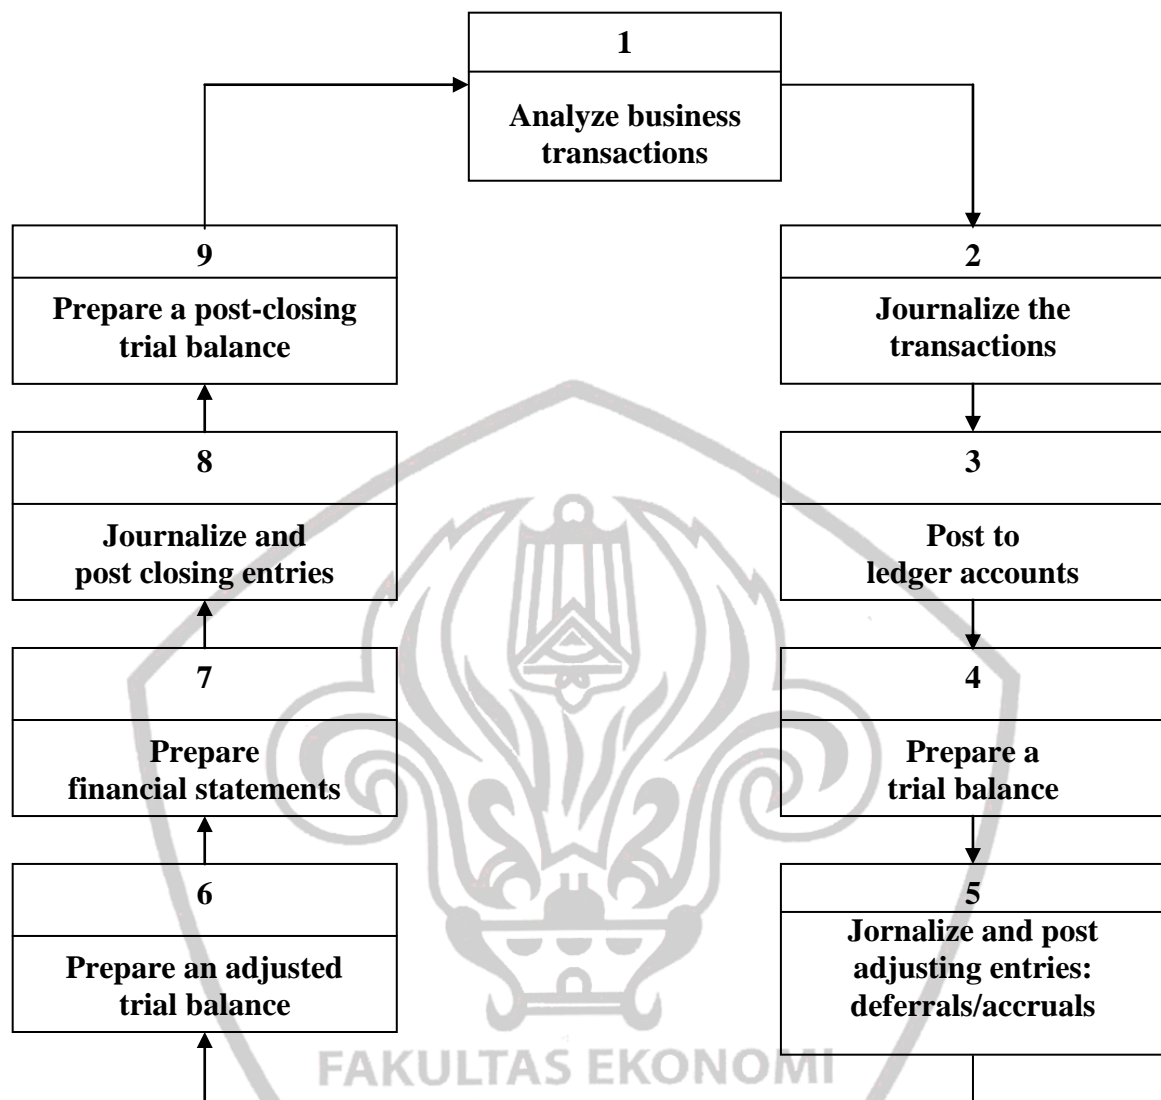 1
Analyze business
transactions
2
Journalize the
transactions
3
Post to
ledger accounts
4
Prepare a
trial balance
5
Jornalize and post
adjusting entries:
deferrals/accruals
6
Prepare an adjusted
trial balance
7
Prepare
financial statements
8
Journalize and
post closing entries
9
Prepare a post-closing
trial balance
FAKULTAS EKONOMI